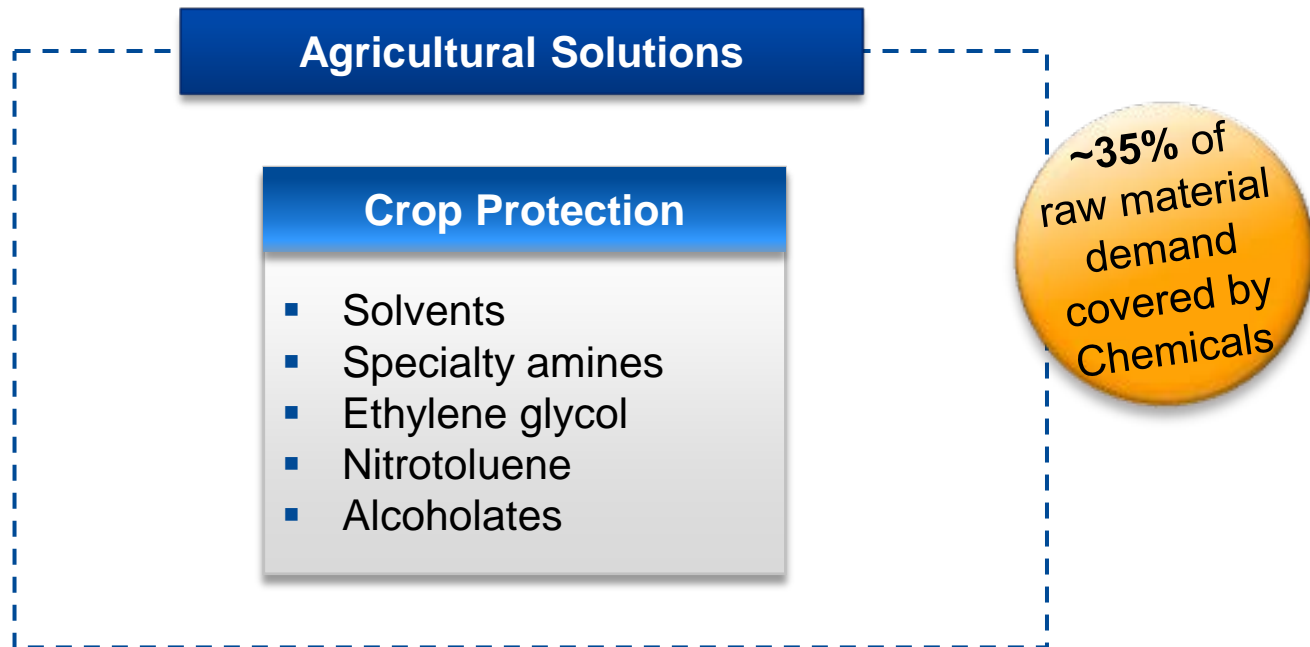 Agricultural Solutions
Crop Protection
▪ Solvents
▪ Specialty amines
▪ Ethylene glycol
▪ Nitrotoluene
▪ Alcoholates
~35% of
raw material
demand
covered by
Chemicals